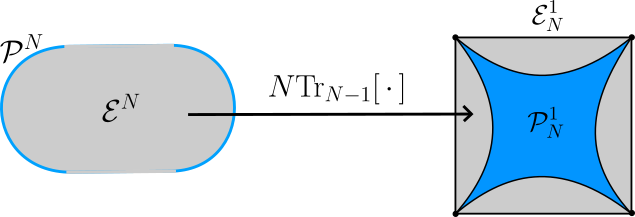 𝒫^N
ℰ^N
N Tr_{N−1}[·]
ℰ^1_N
𝒫^1_N